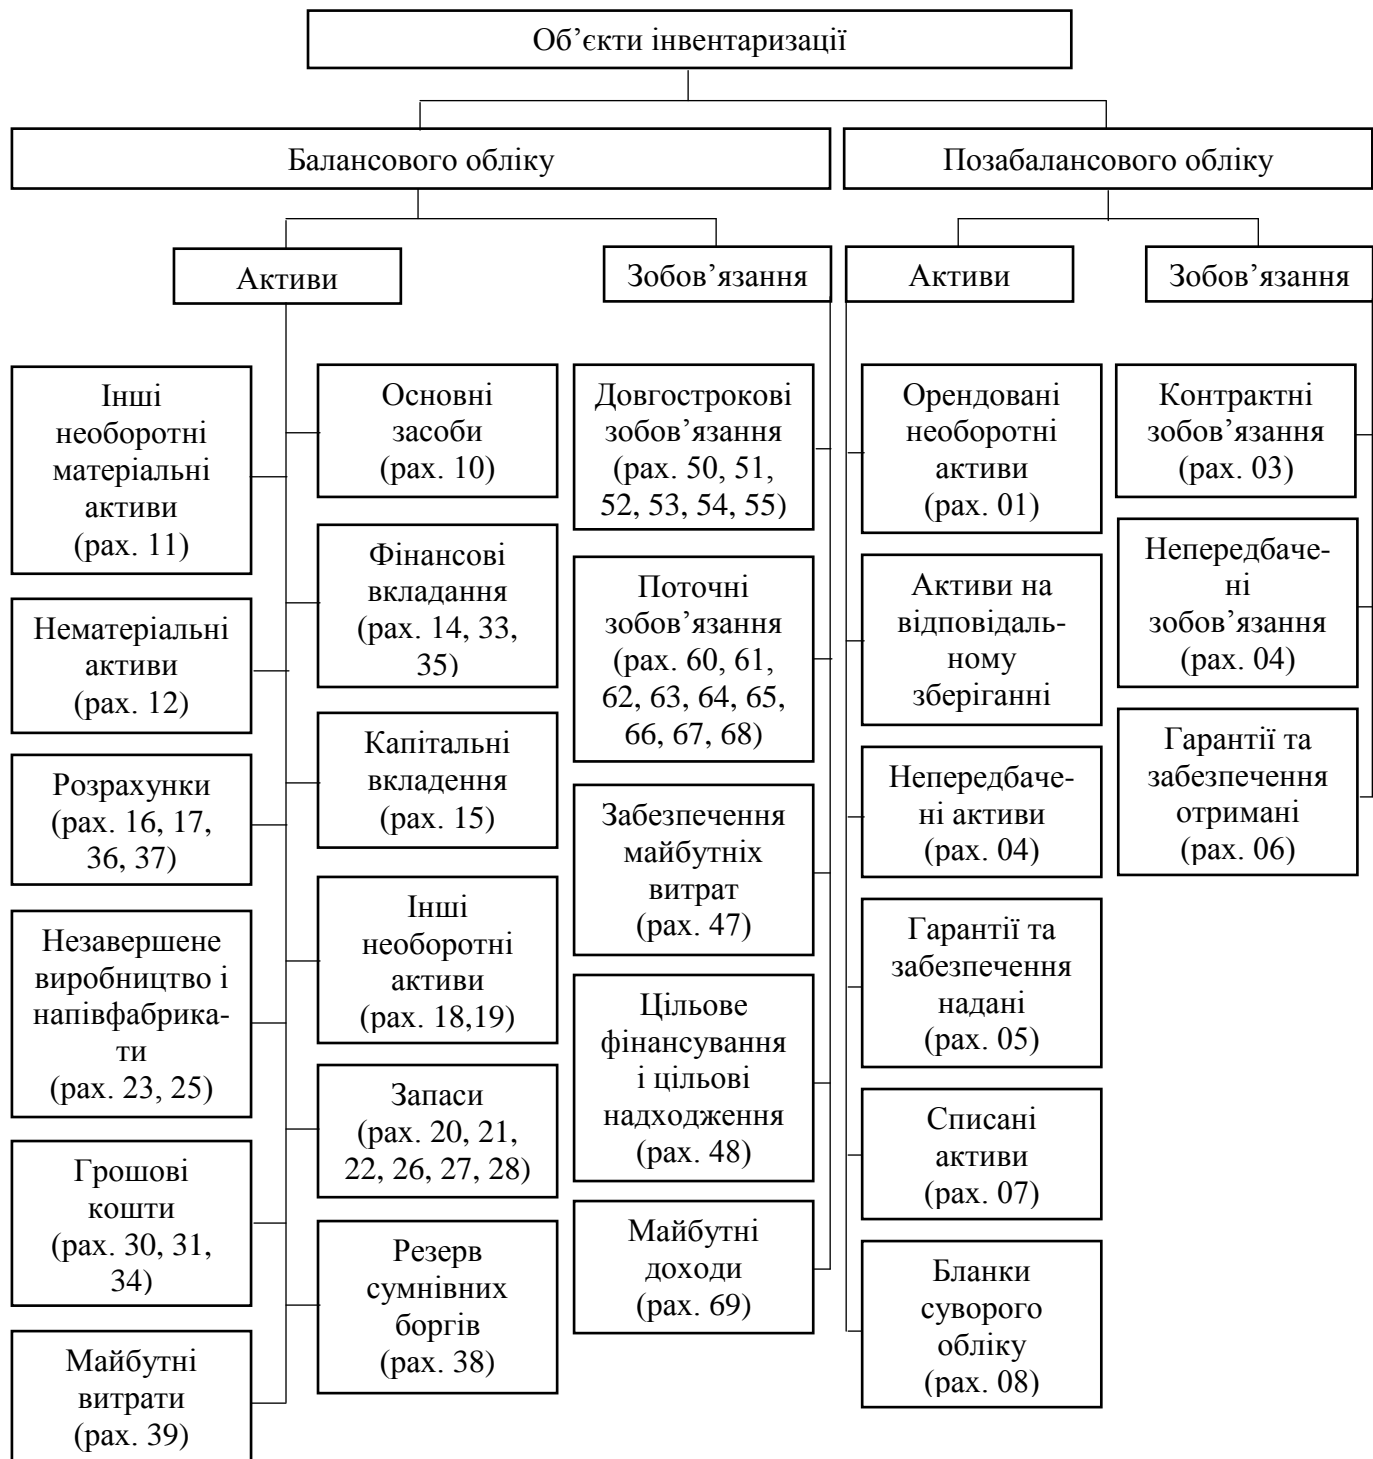 Об’єкти інвентаризації
Балансового обліку
Позабалансового обліку
Активи
Зобов’язання
Активи
Зобов’язання
Інші
необоротні
матеріальні
активи
(рах. 11)
Нематеріальні
активи
(рах. 12)
Розрахунки
(рах. 16, 17,
36, 37)
Незавершене
виробництво і
напівфабрика-
ти
(рах. 23, 25)
Грошові
кошти
(рах. 30, 31,
34)
Майбутні
витрати
(рах. 39)
Основні
засоби
(рах. 10)
Фінансові
вкладання
(рах. 14, 33,
35)
Капітальні
вкладення
(рах. 15)
Інші
необоротні
активи
(рах. 18,19)
Запаси
(рах. 20, 21,
22, 26, 27, 28)
Резерв
сумнівних
боргів
(рах. 38)
Довгострокові
зобов’язання
(рах. 50, 51,
52, 53, 54, 55)
Поточні
зобов’язання
(рах. 60, 61,
62, 63, 64, 65,
66, 67, 68)
Забезпечення
майбутніх
витрат
(рах. 47)
Цільове
фінансування
і цільові
надходження
(рах. 48)
Майбутні
доходи
(рах. 69)
Орендовані
необоротні
активи
(рах. 01)
Активи на
відповідаль-
ному
зберіганні
Непередбаче-
ні активи
(рах. 04)
Гарантії та
забезпечення
надані
(рах. 05)
Списані
активи
(рах. 07)
Бланки
суворого
обліку
(рах. 08)
Контрактні
зобов’язання
(рах. 03)
Непередбаче-
ні
зобов’язання
(рах. 04)
Гарантії та
забезпечення
отримані
(рах. 06)